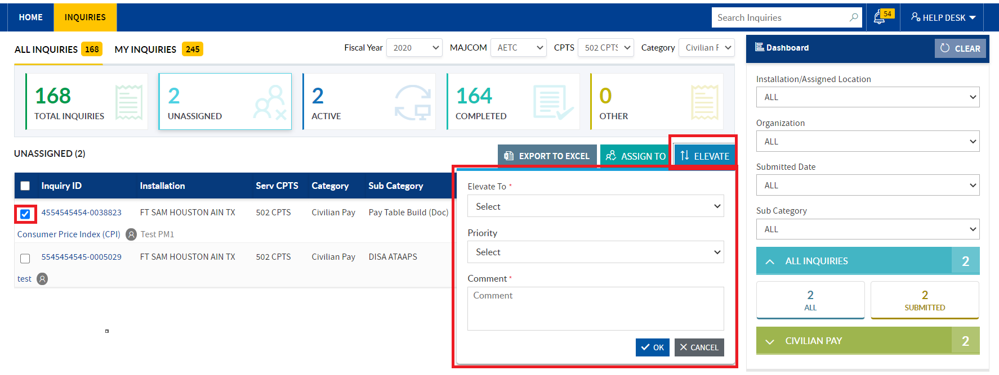 HOME
INQUIRIES
Search Inquiries
54
HELP DESK
ALL INQUIRIES 168
MY INQUIRIES 245
Fiscal Year 2020
MAJCOM AETC
CPTS 502 CPTS
Category Civilian F
168
TOTAL INQUIRIES
2
UNASSIGNED
2
ACTIVE
164
COMPLETED
0
OTHER
UNASSIGNED (2)
EXPORT TO EXCEL
ASSIGN TO
ELEVATE
Inquiry ID Installation Serv CPTS Category Sub Category
4554545454-0038823 FT SAM HOUSTON AIN TX 502 CPTS Civilian Pay Pay Table Build (Doc)
Consumer Price Index (CPI) Test PM1
5545454545-0005029 FT SAM HOUSTON AIN TX 502 CPTS Civilian Pay DISA ATAAPS
test
Elevate To *
Select
Priority
Select
Comment *
Comment
OK
CANCEL
Dashboard
CLEAR
Installation/Assigned Location
ALL
Organization
ALL
Submitted Date
ALL
Sub Category
ALL
ALL INQUIRIES 2
2
ALL
2
SUBMITTED
CIVILIAN PAY 2